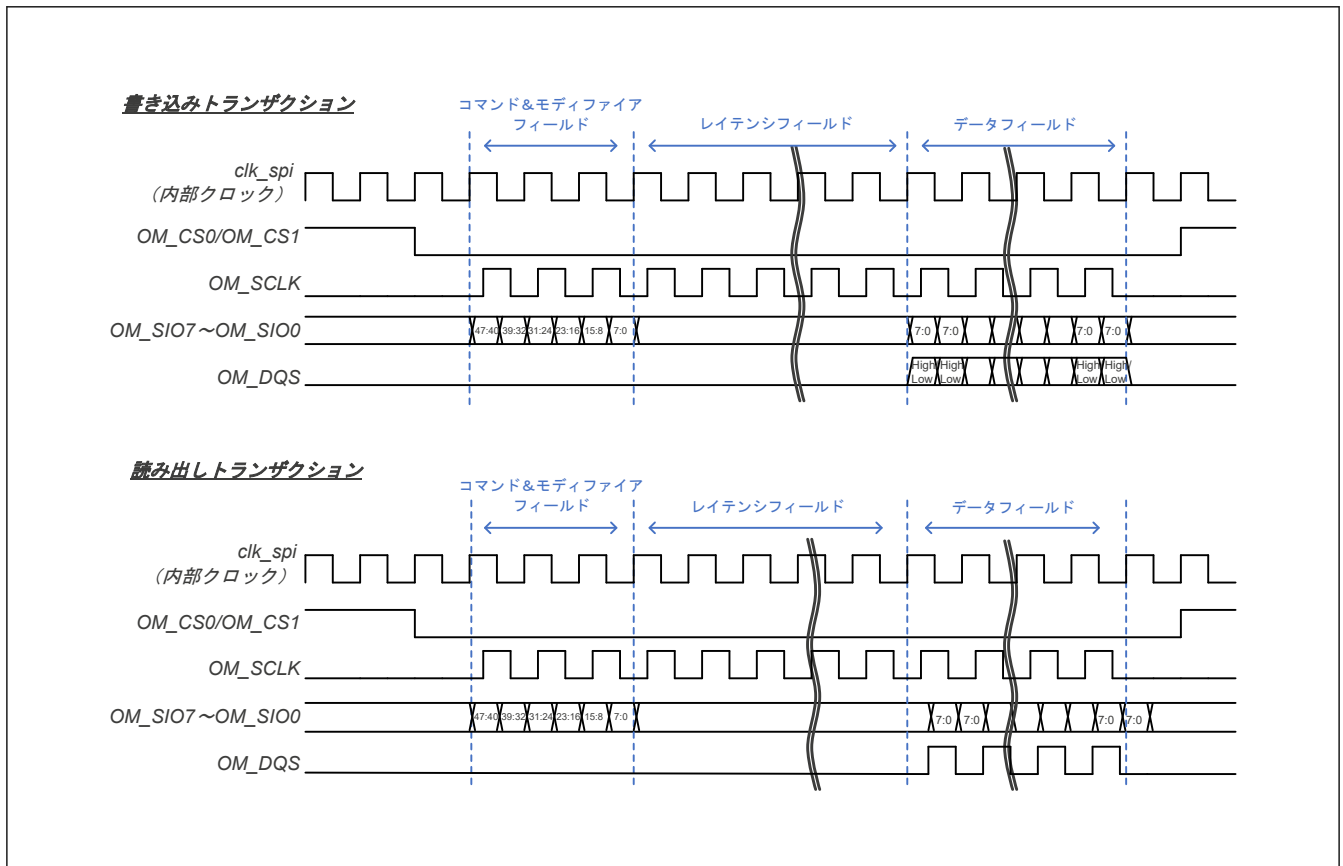 書き込みトランザクション
コマンド&モディファイア
フィールド
レイテンシフィールド
データフィールド
clk_spi
（内部クロック）
OM_CS0/OM_CS1
OM_SCLK
OM_SIO7～OM_SIO0
47:40 39:32 31:24 23:16 15:8 7:0 7:0 7:0 7:0 7:0
OM_DQS
High/ High/ High/ High/
Low Low Low Low
読み出しトランザクション
コマンド&モディファイア
フィールド
レイテンシフィールド
データフィールド
clk_spi
（内部クロック）
OM_CS0/OM_CS1
OM_SCLK
OM_SIO7～OM_SIO0
47:40 39:32 31:24 23:16 15:8 7:0 7:0 7:0 7:0 7:0
OM_DQS